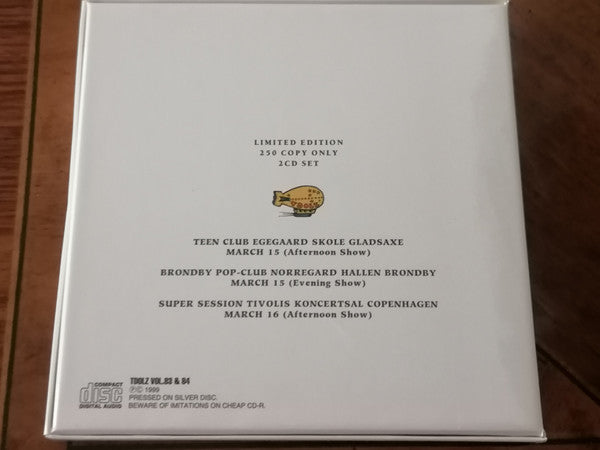 LIMITED EDITION
250 COPY ONLY
2CD SET
TEEN CLUB EGEGAARD SKOLE GLADSAXE
MARCH 15 (Afternoon Show)
BRONDBY POP-CLUB NORREGARD HALLEN BRONDBY
MARCH 15 (Evening Show)
SUPER SESSION TIVOLIS KONCERTSAL COPENHAGEN
MARCH 16 (Afternoon Show)
COMPACT
disc
DIGITAL AUDIO
TDOLZ VOL.83 & 84
℗© 1999
PRESSED ON SILVER DISC.
BEWARE OF IMITATIONS ON CHEAP CD-R.